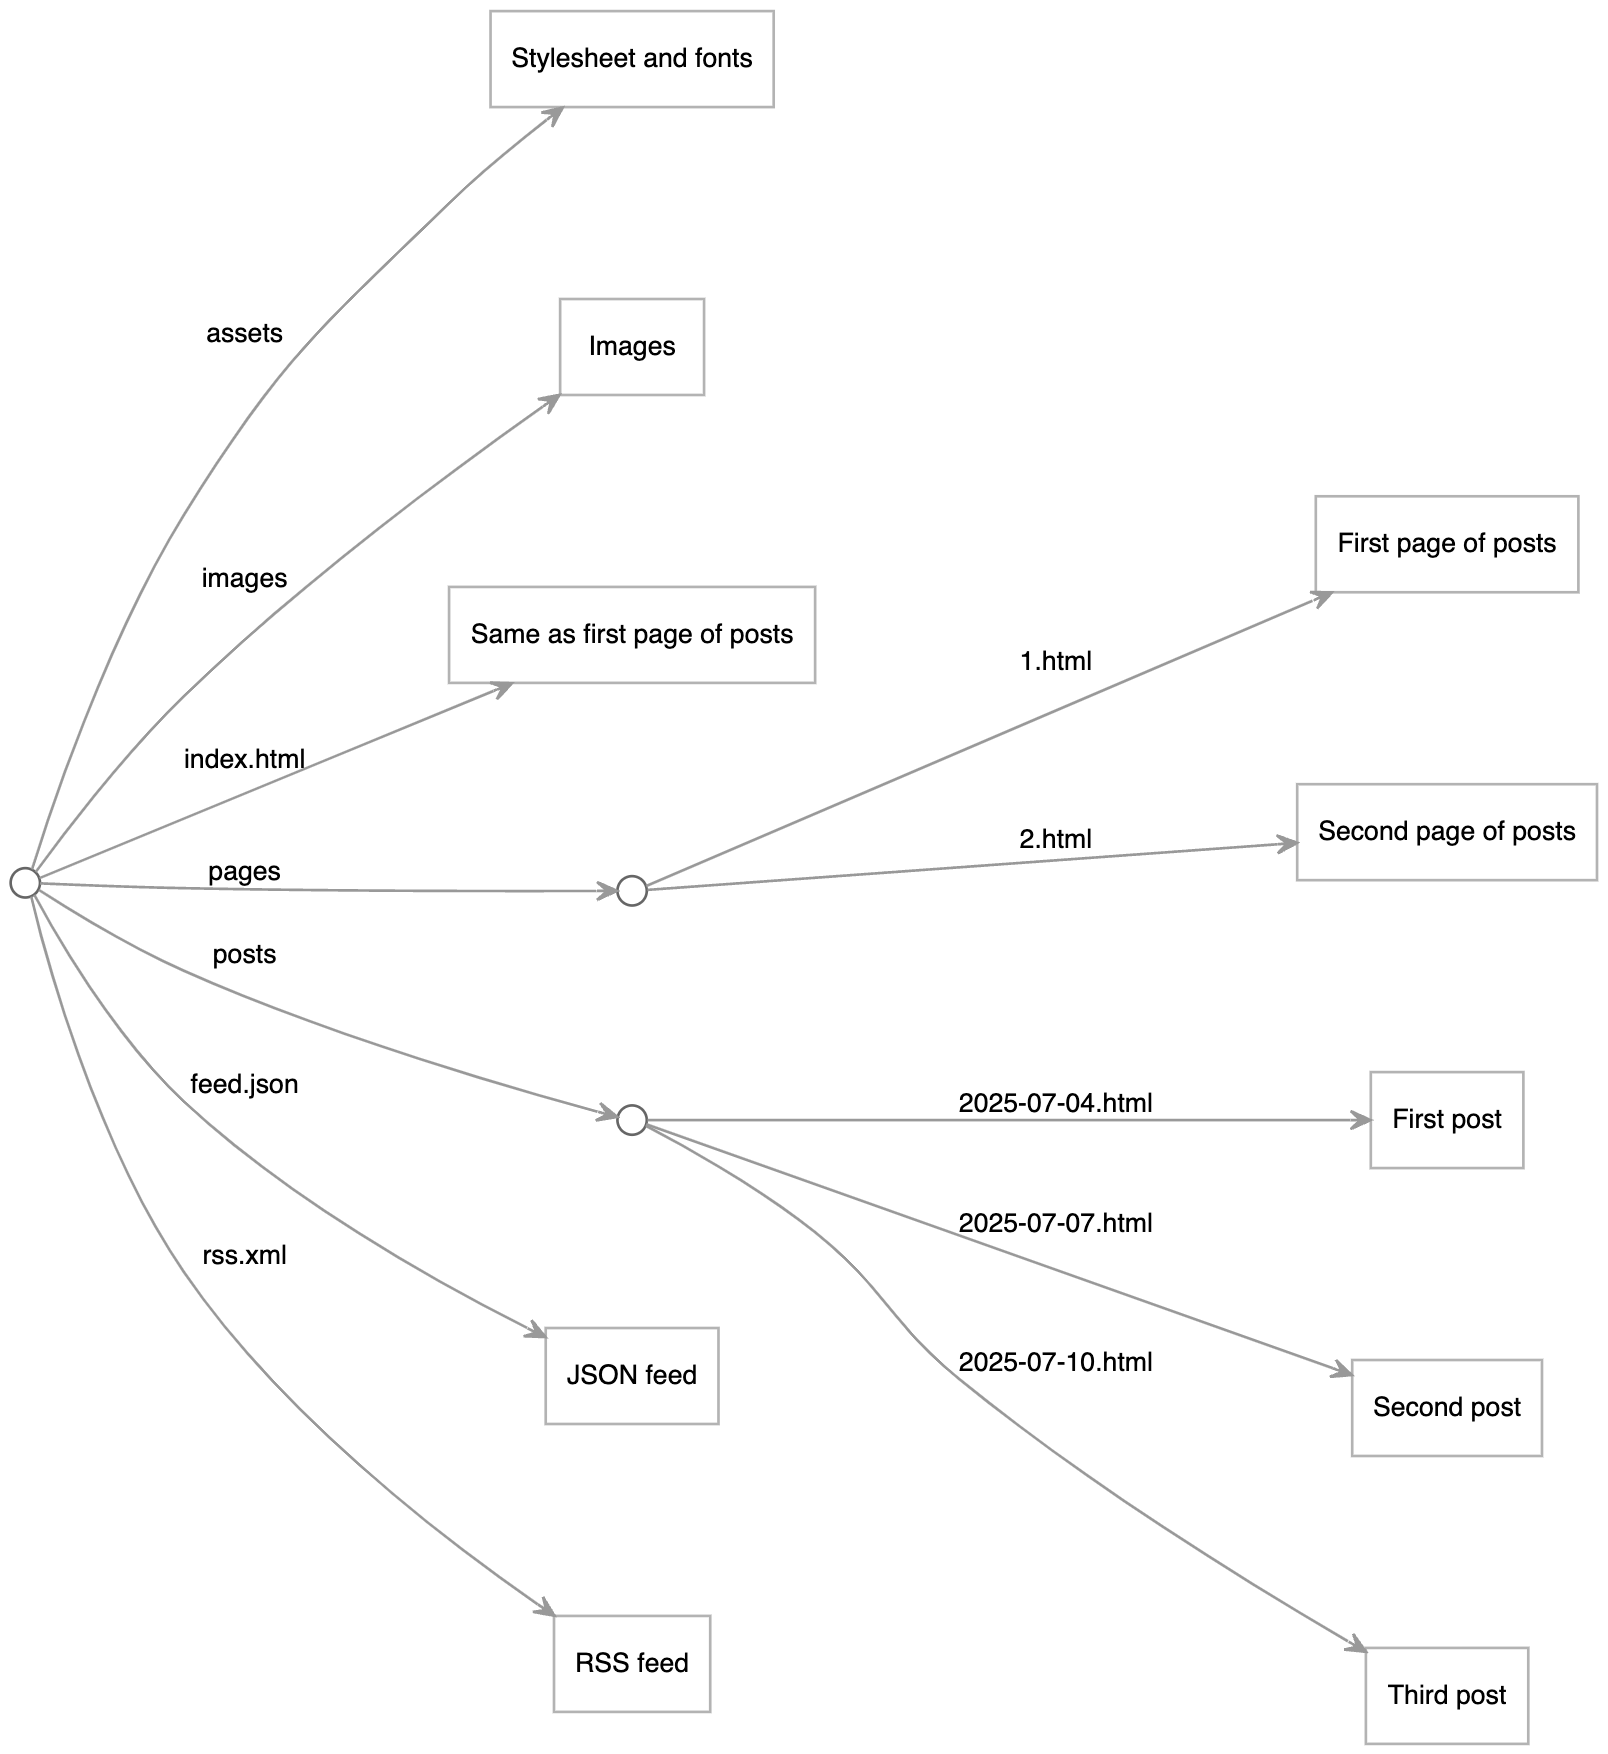 Stylesheet and fonts
assets
Images
images
Same as first page of posts
index.html
pages
First page of posts
1.html
Second page of posts
2.html
posts
First post
2025-07-04.html
Second post
2025-07-07.html
Third post
2025-07-10.html
feed.json
JSON feed
rss.xml
RSS feed